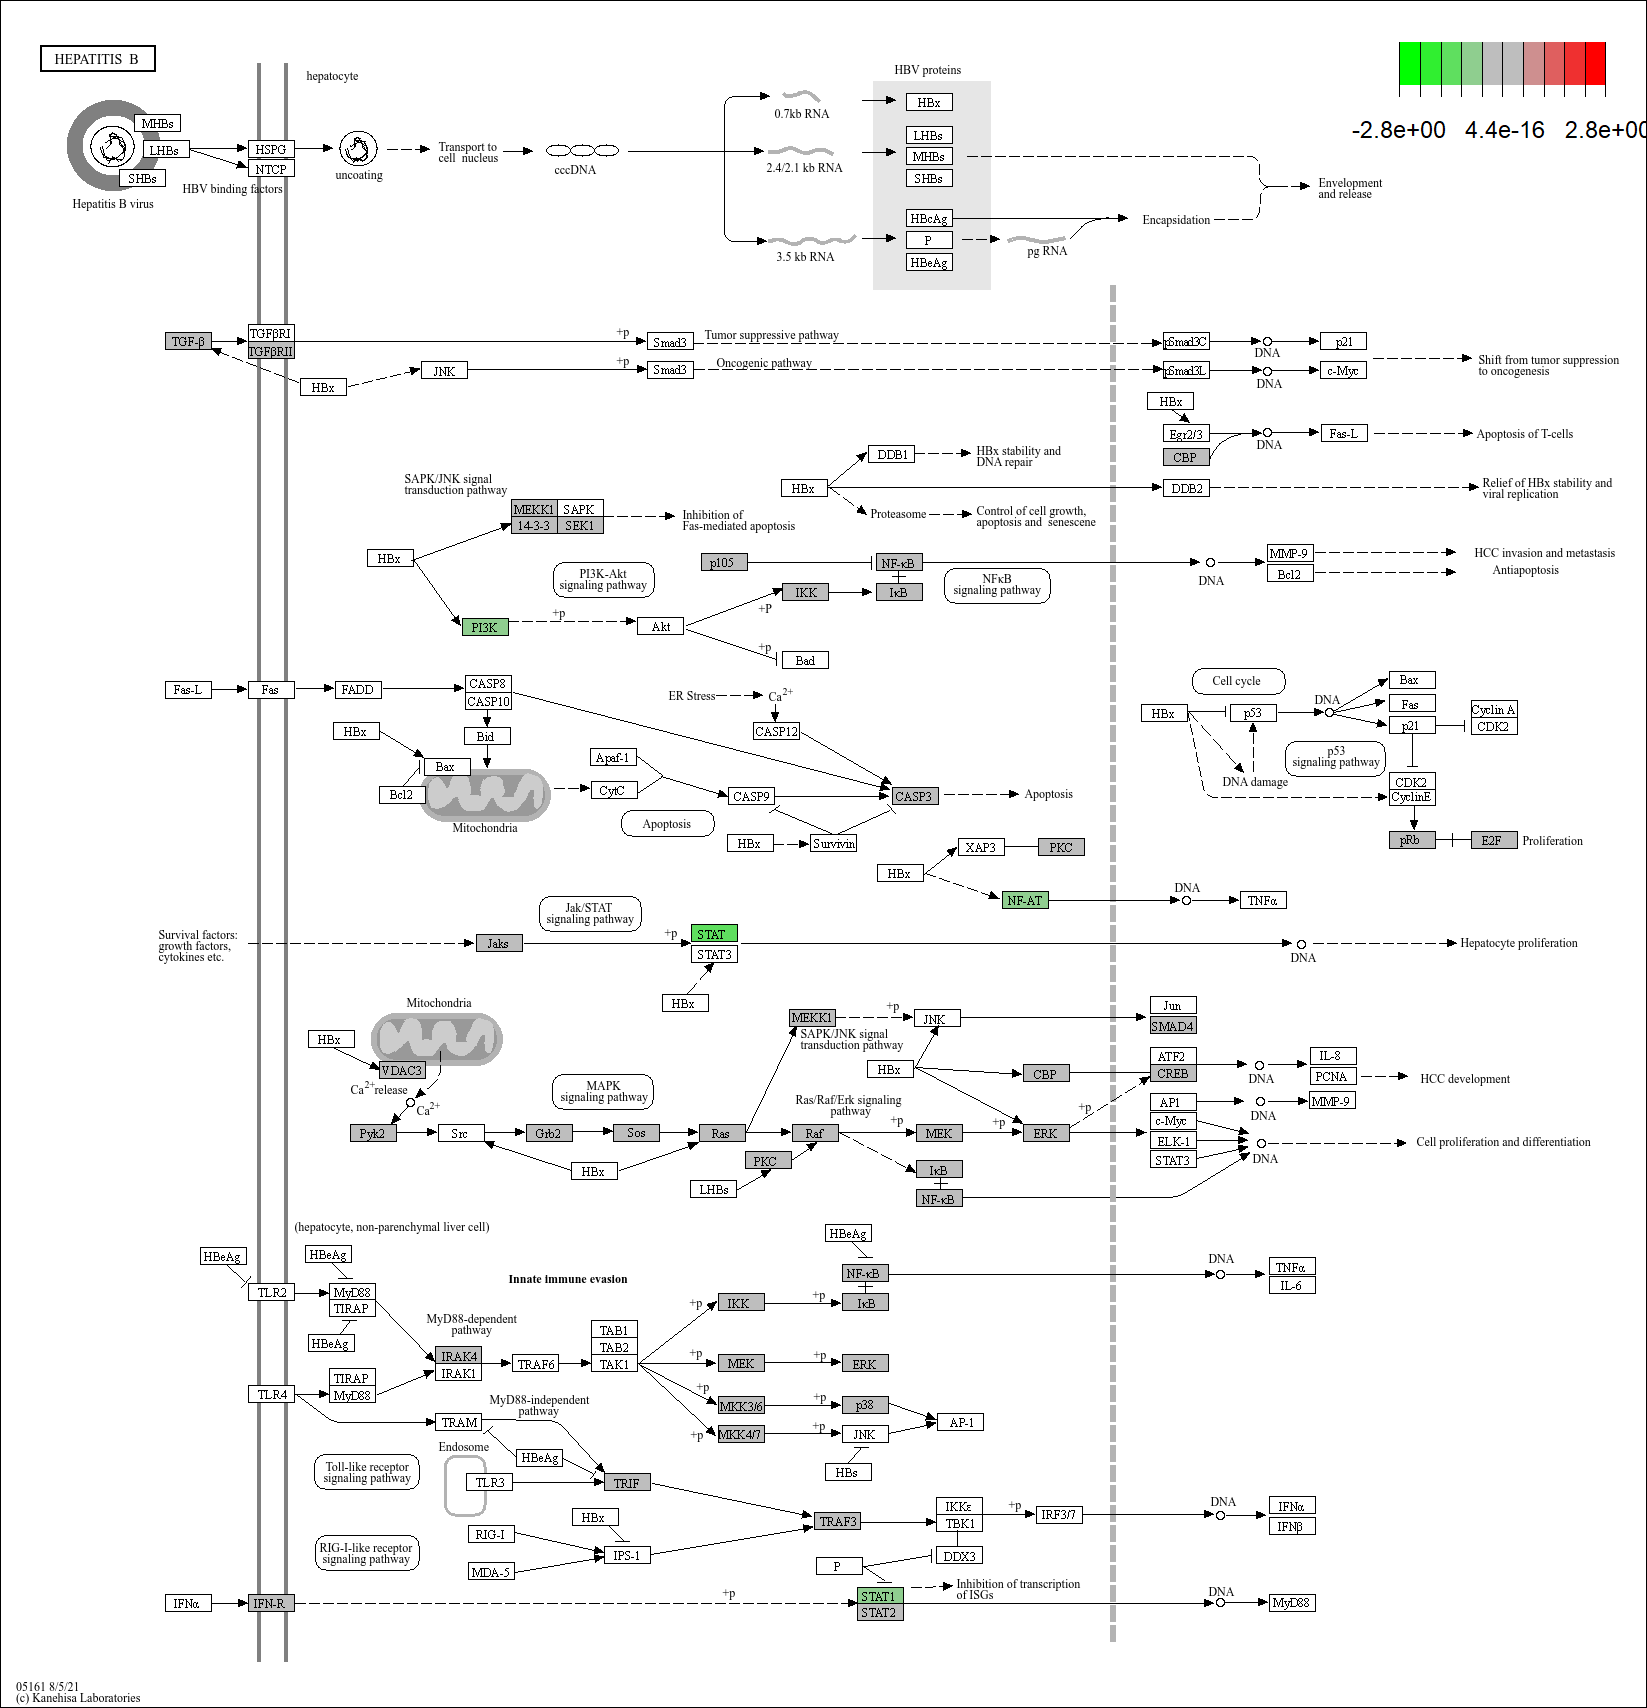 HEPATITIS B
hepatocyte
HBV proteins
-2.8e+00 4.4e-16 2.8e+00
MHBs
LHBs
SHBs
Hepatitis B virus
HBV binding factors
HSPG
NTCP
uncoating
Transport to
cell nucleus
cccDNA
0.7kb RNA
2.4/2.1 kb RNA
3.5 kb RNA
HBx
LHBs
MHBs
SHBs
HBcAg
P
HBeAg
pg RNA
Encapsidation
Envelopment
and release
TGF-β
TGFβRI
TGFβRII
HBx
JNK
+p
Smad3
Tumor suppressive pathway
+p
Smad3
Oncogenic pathway
pSmad3C
DNA
p21
pSmad3L
DNA
c-Myc
Shift from tumor suppression
to oncogenesis
HBx
Egr2/3
CBP
DNA
Fas-L
Apoptosis of T-cells
HBx
DDB1
HBx stability and
DNA repair
DDB2
Relief of HBx stability and
viral replication
Proteasome
Control of cell growth,
apoptosis and senescene
SAPK/JNK signal
transduction pathway
MEKK1
SAPK
14-3-3
SEK1
Inhibition of
Fas-mediated apoptosis
HBx
PI3K-Akt
signaling pathway
p105
NF-κB
IKK
IκB
NFκB
signaling pathway
DNA
MMP-9
Bcl2
HCC invasion and metastasis
Antiapoptosis
PI3K
+p
Akt
+P
+p
Bad
Fas-L
Fas
FADD
CASP8
CASP10
Bid
HBx
Bax
Bcl2
Mitochondria
ER Stress
Ca2+
CASP12
Apaf-1
CytC
CASP9
CASP3
Apoptosis
Apoptosis
HBx
Survivin
Cell cycle
HBx
p53
DNA
Bax
Fas
p21
Cyclin A
CDK2
p53
signaling pathway
DNA damage
CDK2
CyclinE
pRb
E2F
Proliferation
HBx
XAP3
PKC
NF-AT
DNA
TNFα
Survival factors:
growth factors,
cytokines etc.
Jaks
Jak/STAT
signaling pathway
+p
STAT
STAT3
HBx
DNA
Hepatocyte proliferation
Mitochondria
HBx
VDAC3
Ca2+release
Ca2+
Pyk2
Src
Grb2
Sos
Ras
Raf
MAPK
signaling pathway
HBx
PKC
LHBs
MEKK1
+p
JNK
SAPK/JNK signal
transduction pathway
HBx
Ras/Raf/Erk signaling
pathway
+p
MEK
+p
ERK
CBP
+p
IκB
NF-κB
Jun
SMAD4
ATF2
CREB
DNA
IL-8
PCNA
HCC development
AP1
c-Myc
ELK-1
STAT3
DNA
MMP-9
DNA
Cell proliferation and differentiation
(hepatocyte, non-parenchymal liver cell)
HBeAg
TLR2
HBeAg
MyD88
TIRAP
HBeAg
Innate immune evasion
MyD88-dependent
pathway
IRAK4
IRAK1
TRAF6
TAB1
TAB2
TAK1
HBeAg
NF-κB
+p
IKK
+p
IκB
DNA
TNFα
IL-6
+p
MEK
+p
ERK
+p
MKK3/6
+p
p38
+p
MKK4/7
+p
JNK
AP-1
HBs
TLR4
TIRAP
MyD88
TRAM
MyD88-independent
pathway
Endosome
TLR3
HBeAg
TRIF
Toll-like receptor
signaling pathway
RIG-I-like receptor
signaling pathway
RIG-I
MDA-5
HBx
IPS-1
TRAF3
IKKε
TBK1
DDX3
+p
IRF3/7
DNA
IFNα
IFNβ
P
IFNα
IFN-R
+p
STAT1
STAT2
Inhibition of transcription
of ISGs
DNA
MyD88
05161 8/5/21
(c) Kanehisa Laboratories